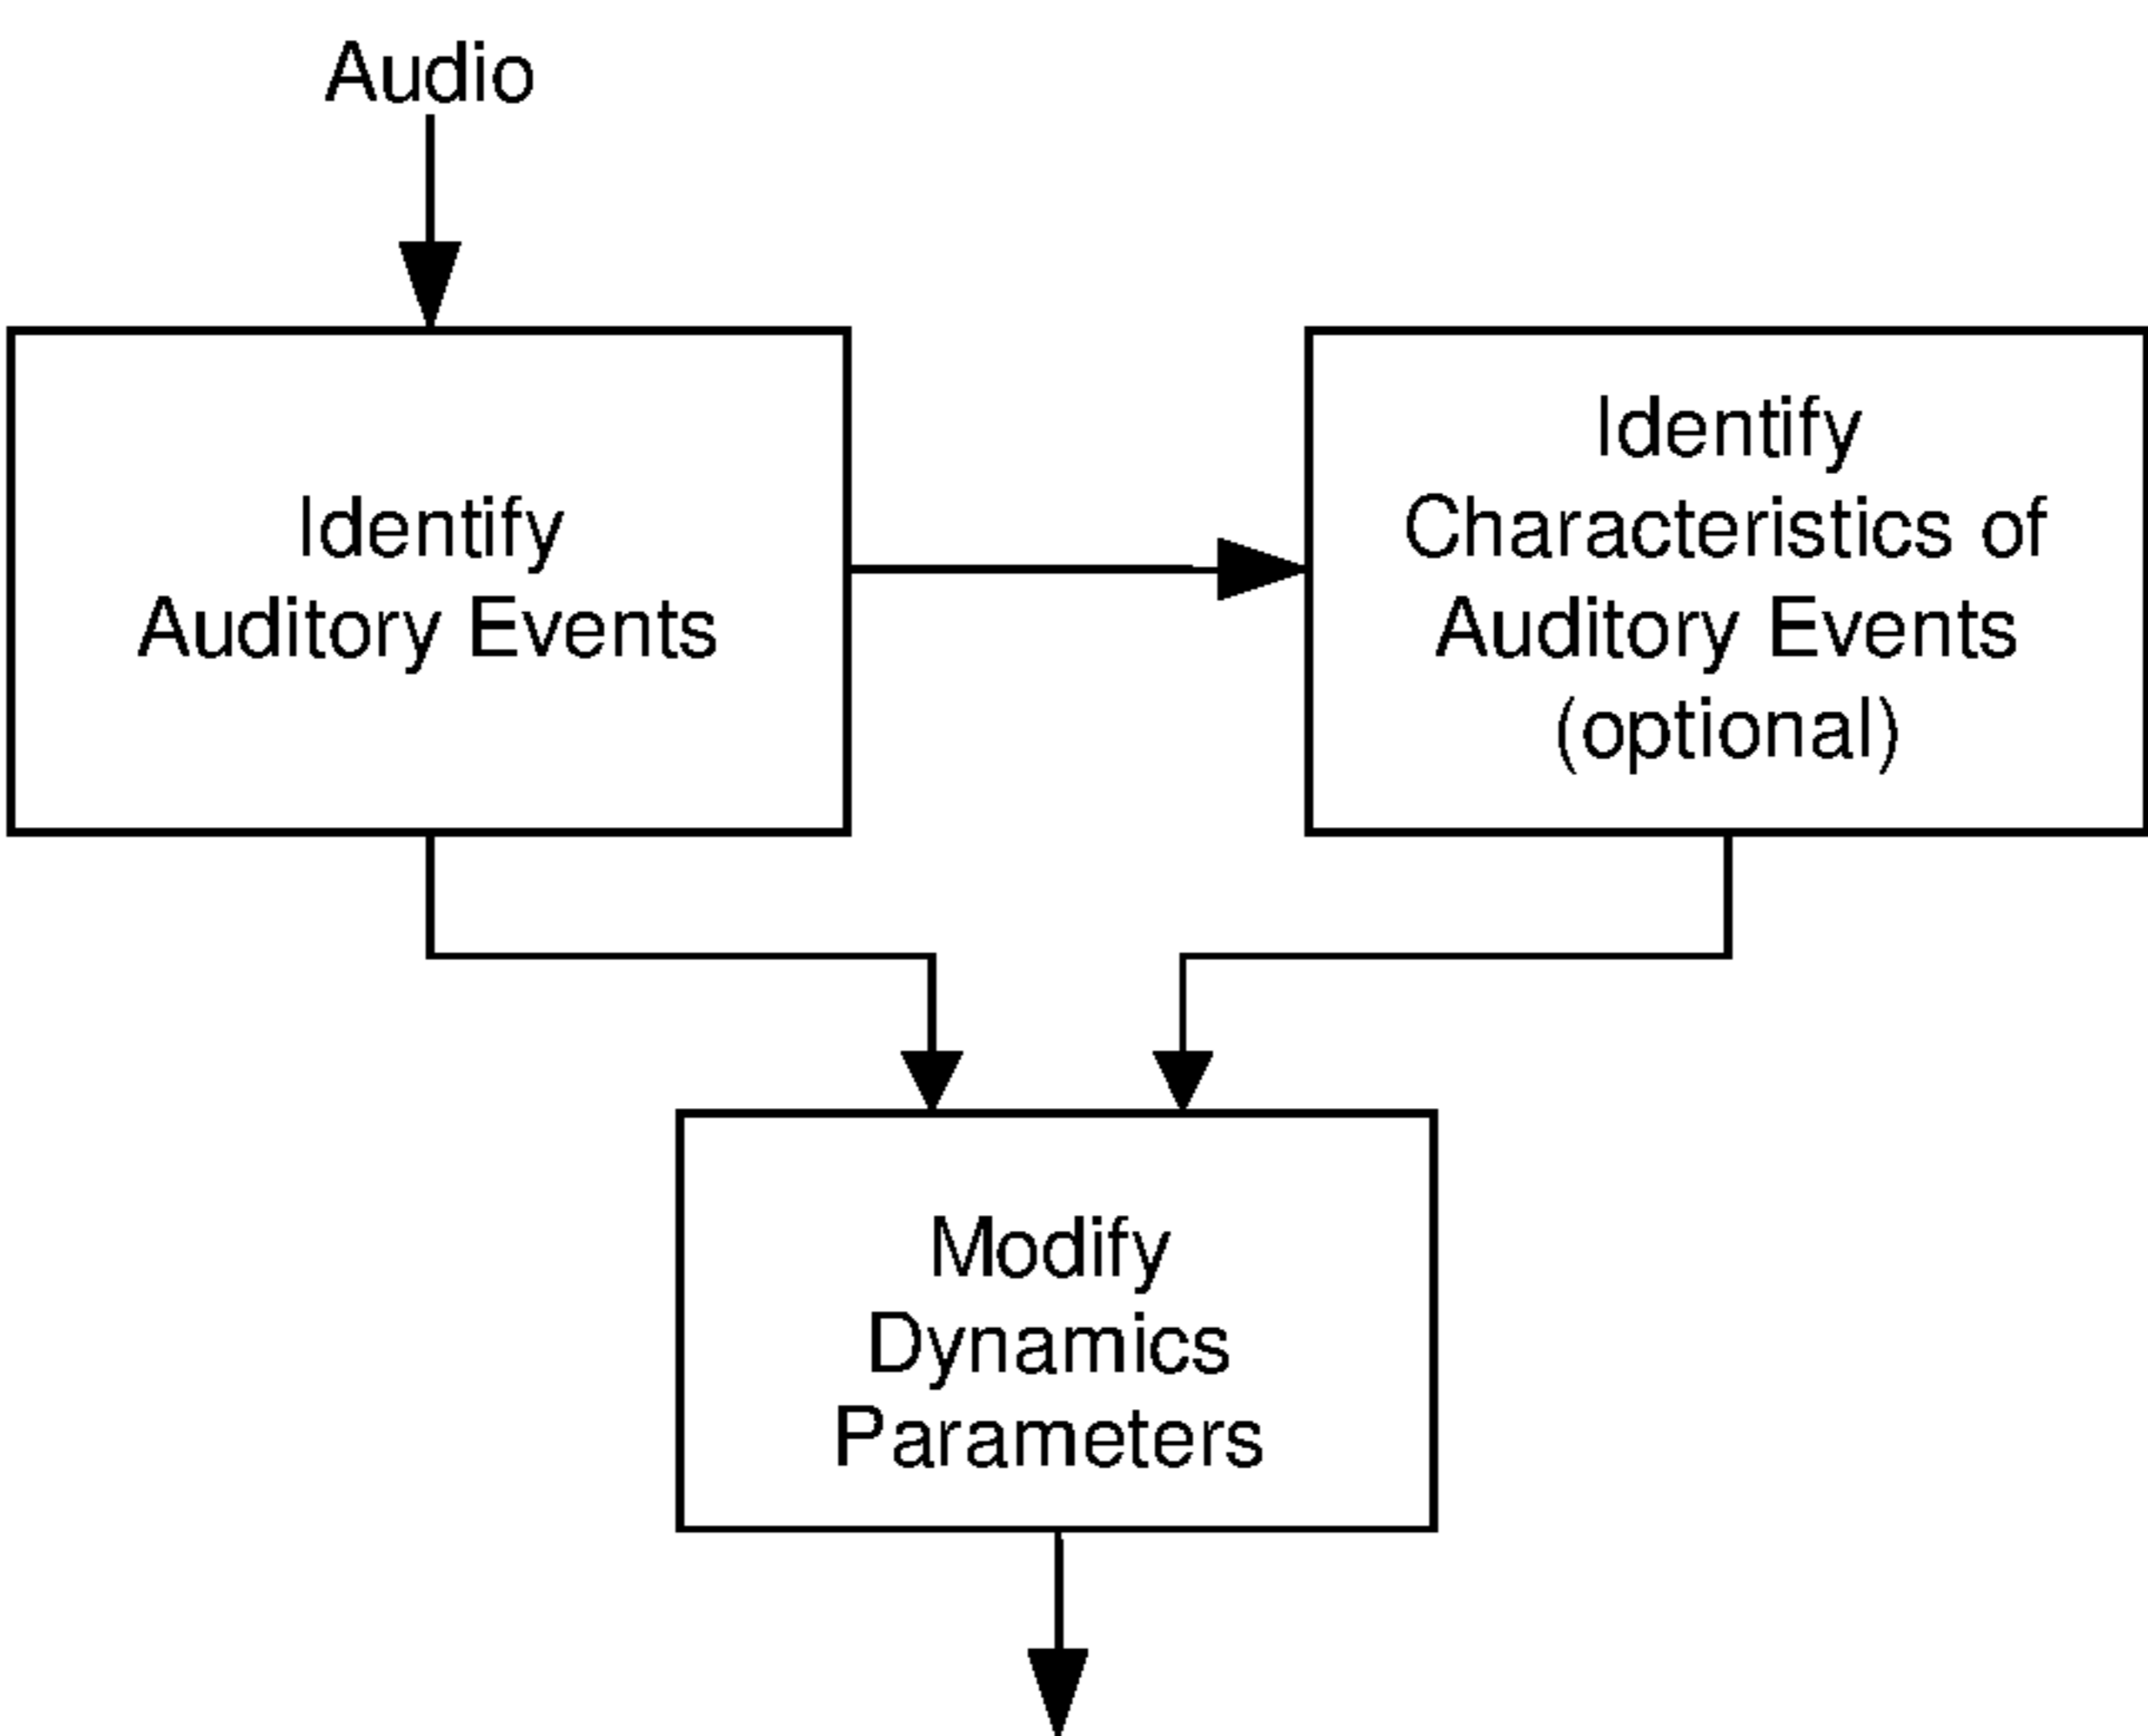 Audio
Identify
Auditory Events
Identify
Characteristics of
Auditory Events
(optional)
Modify
Dynamics
Parameters